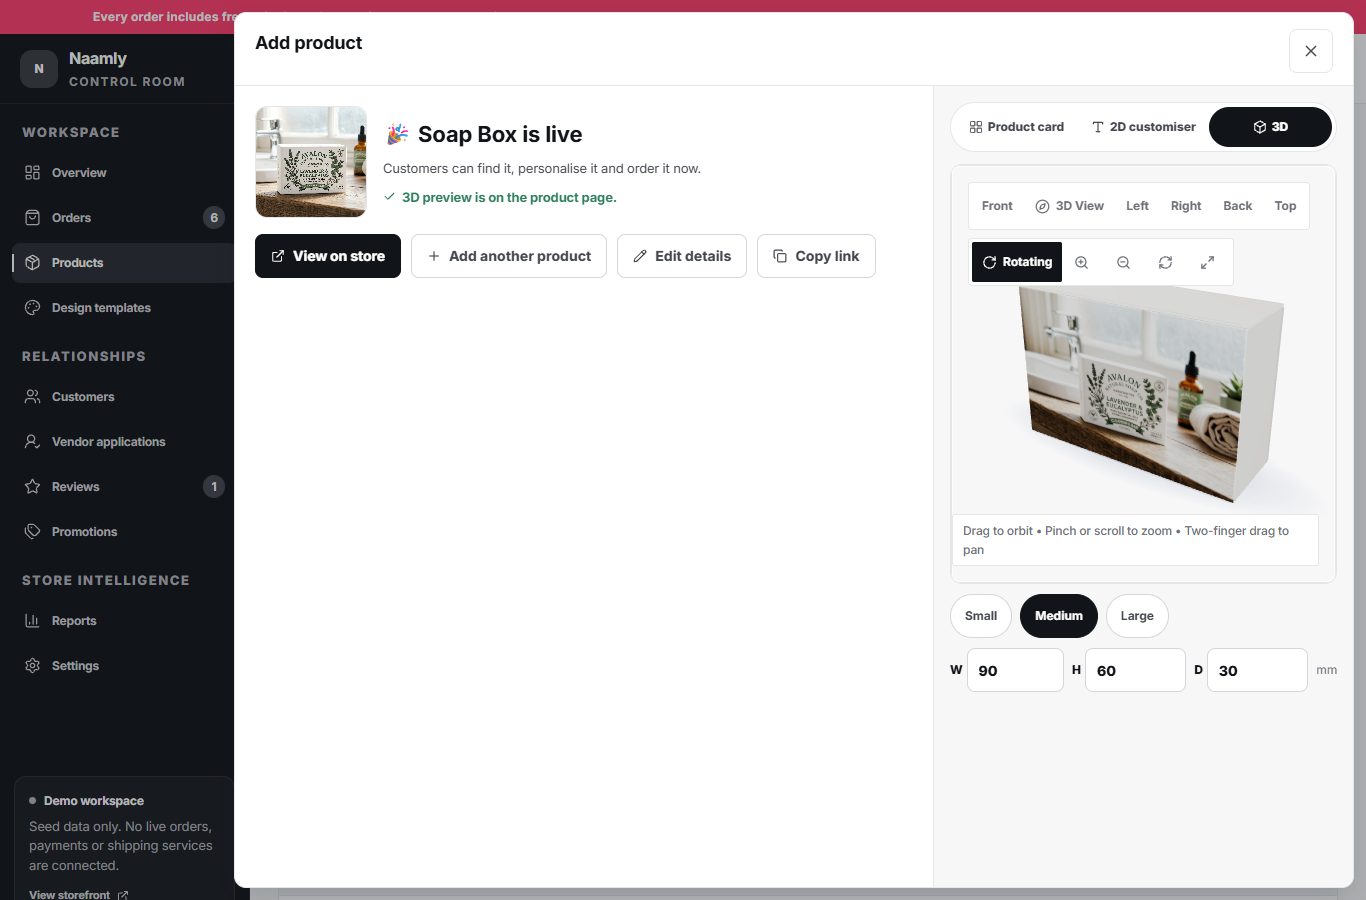 Every order includes fre
N
Naamly
CONTROL ROOM
WORKSPACE
Overview
Orders
6
Products
Design templates
RELATIONSHIPS
Customers
Vendor applications
Reviews
1
Promotions
STORE INTELLIGENCE
Reports
Settings
Demo workspace
Seed data only. No live orders,
payments or shipping services
are connected.
View storefront
Add product
🎉 Soap Box is live
Customers can find it, personalise it and order it now.
3D preview is on the product page.
View on store
Add another product
Edit details
Copy link
Product card
2D customiser
3D
Front
3D View
Left
Right
Back
Top
Rotating
AVALON
LAVENDER &
EUCALYPTUS
Drag to orbit • Pinch or scroll to zoom • Two-finger drag to
pan
Small
Medium
Large
W
90
H
60
D
30
mm